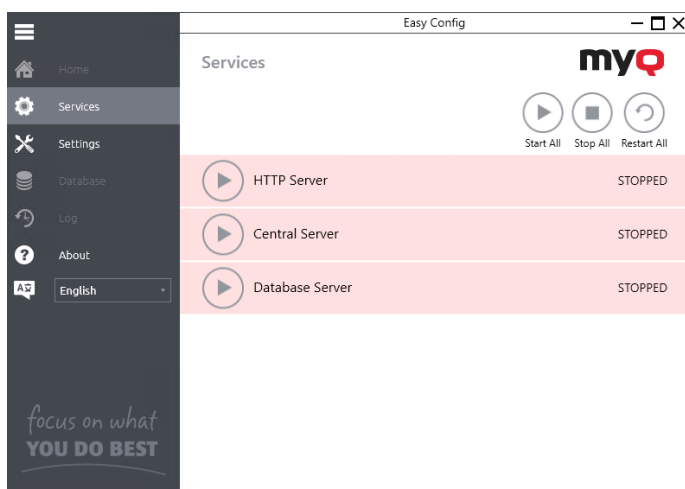 Easy Config
Home
Services
Settings
Database
Log
About
English
focus on what
YOU DO BEST
Services
myQ
Start All
Stop All
Restart All
HTTP Server
STOPPED
Central Server
STOPPED
Database Server
STOPPED